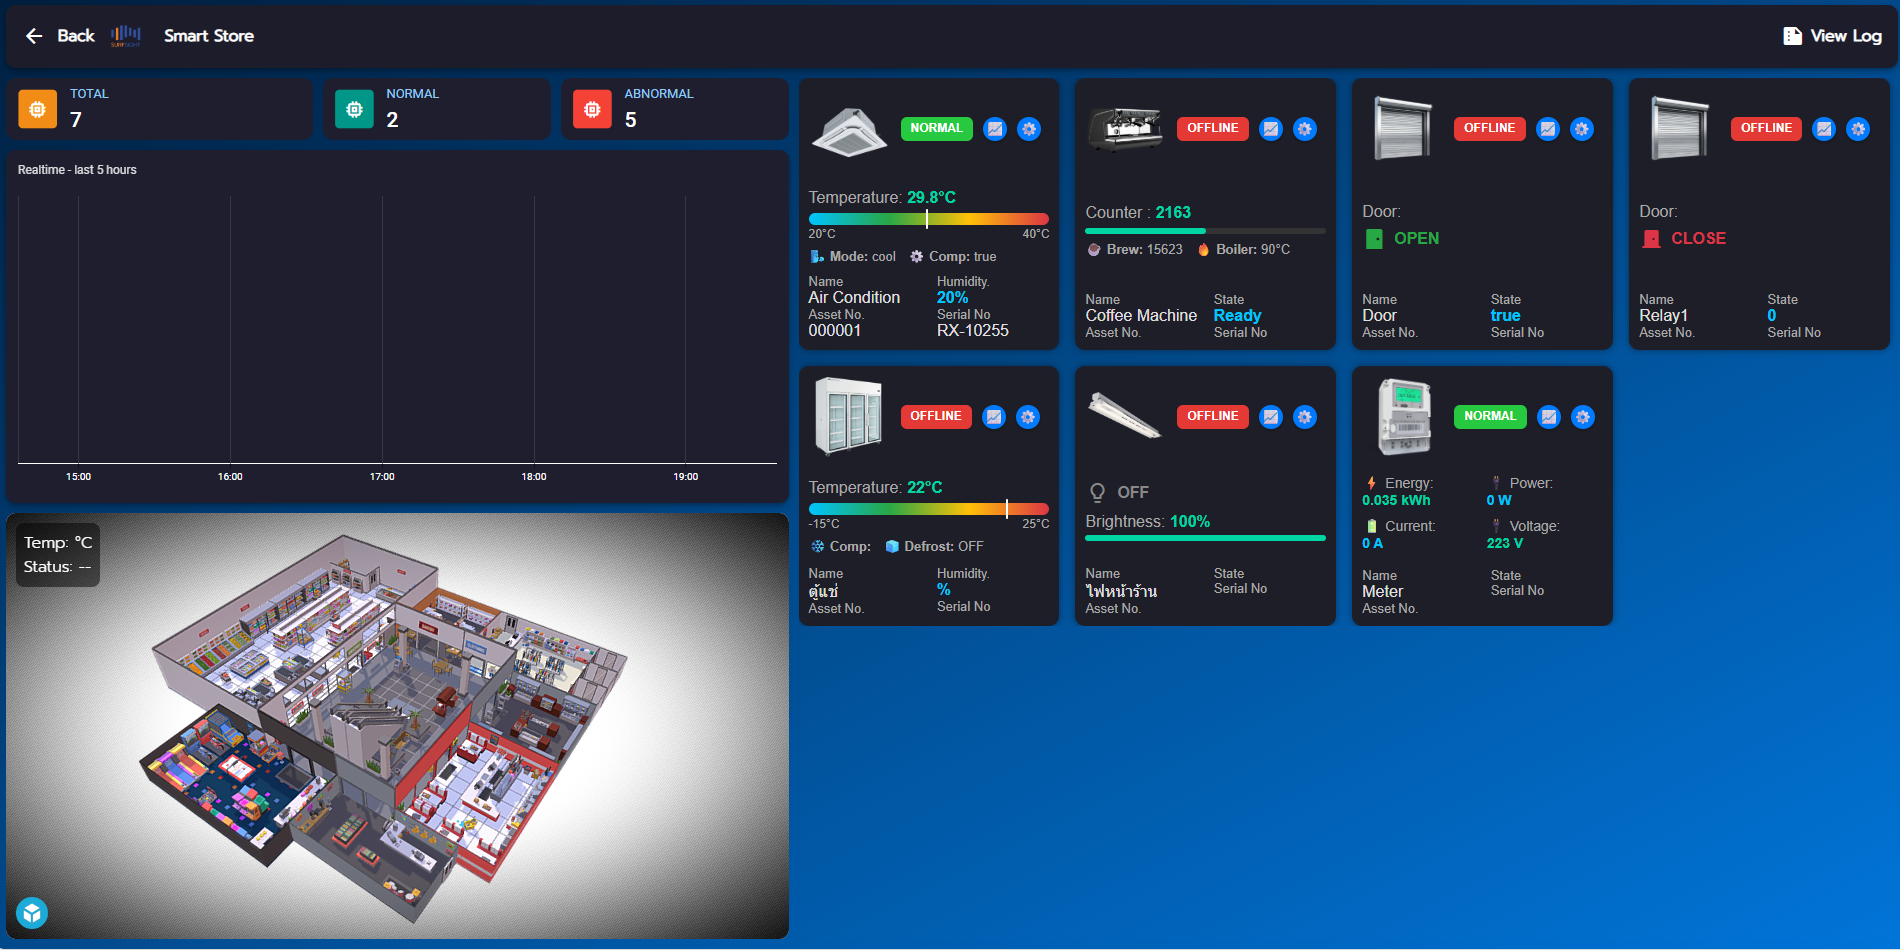 Back
SURFNIGHT
Smart Store
View Log
TOTAL
7
NORMAL
2
ABNORMAL
5
Realtime - last 5 hours
15:00 16:00 17:00 18:00 19:00
Temp: °C
Status: --
NORMAL
Temperature: 29.8°C
20°C 40°C
Mode: cool Comp: true
Name Humidity.
Air Condition 20%
Asset No. Serial No
000001 RX-10255
OFFLINE
Counter : 2163
Brew: 15623 Boiler: 90°C
Name State
Coffee Machine Ready
Asset No. Serial No
OFFLINE
Door:
OPEN
Name State
Door true
Asset No. Serial No
OFFLINE
Door:
CLOSE
Name State
Relay1 0
Asset No. Serial No
OFFLINE
Temperature: 22°C
-15°C 25°C
Comp: Defrost: OFF
Name Humidity.
ตู้แช่ %
Asset No. Serial No
OFFLINE
OFF
Brightness: 100%
Name State
ไฟหน้าร้าน Serial No
Asset No.
NORMAL
Energy: Power:
0.035 kWh 0 W
Current: Voltage:
0 A 223 V
Name State
Meter Serial No
Asset No.